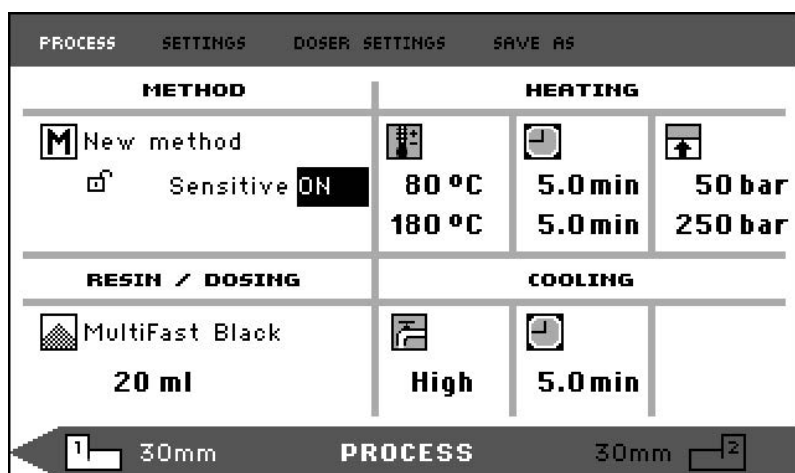 PROCESS SETTINGS DOSER SETTINGS SAVE AS
METHOD HEATING
M New method
Sensitive ON 80 ºC 5.0 min 50 bar
180 ºC 5.0 min 250 bar
RESIN / DOSING COOLING
MultiFast Black
20 ml High 5.0 min
1 30mm PROCESS 30mm 2